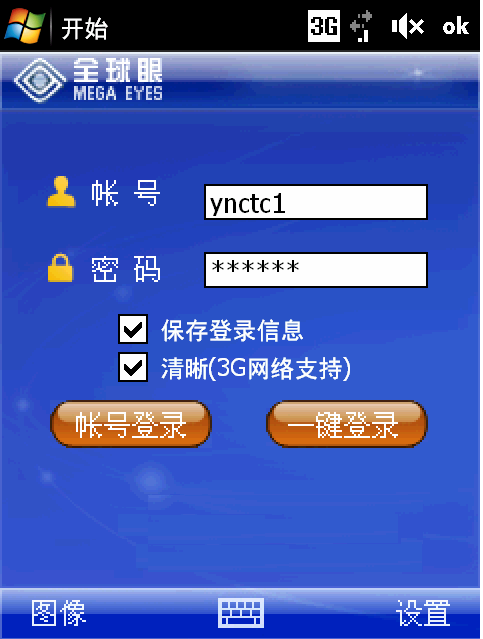 开始 3G ok
全球眼
MEGA EYES
帐 号 ynctc1
密 码 ******
保存登录信息
清晰(3G网络支持)
帐号登录 一键登录
图像 设置